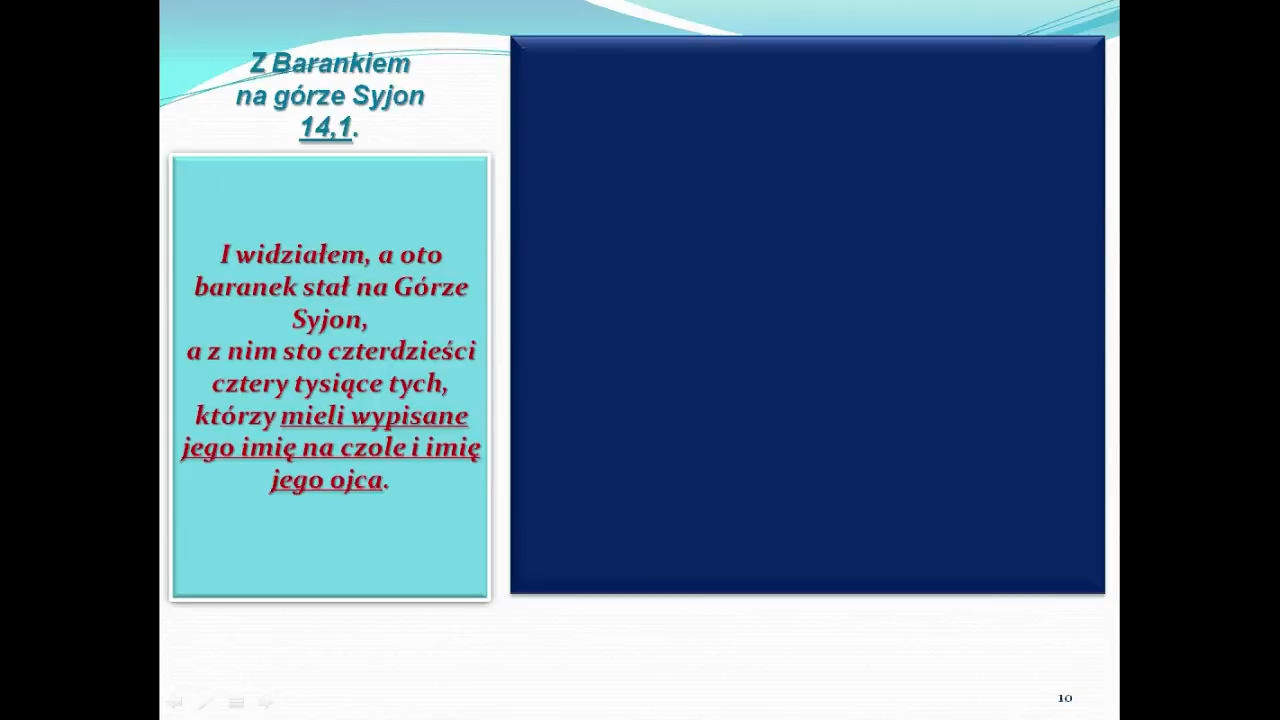 Z Barankiem
na górze Syjon
14,1.
I widziałem, a oto
baranek stał na Górze
Syjon,
a z nim sto czterdzieści
cztery tysiące tych,
którzy mieli wypisane
jego imię na czole i imię
jego ojca.
10